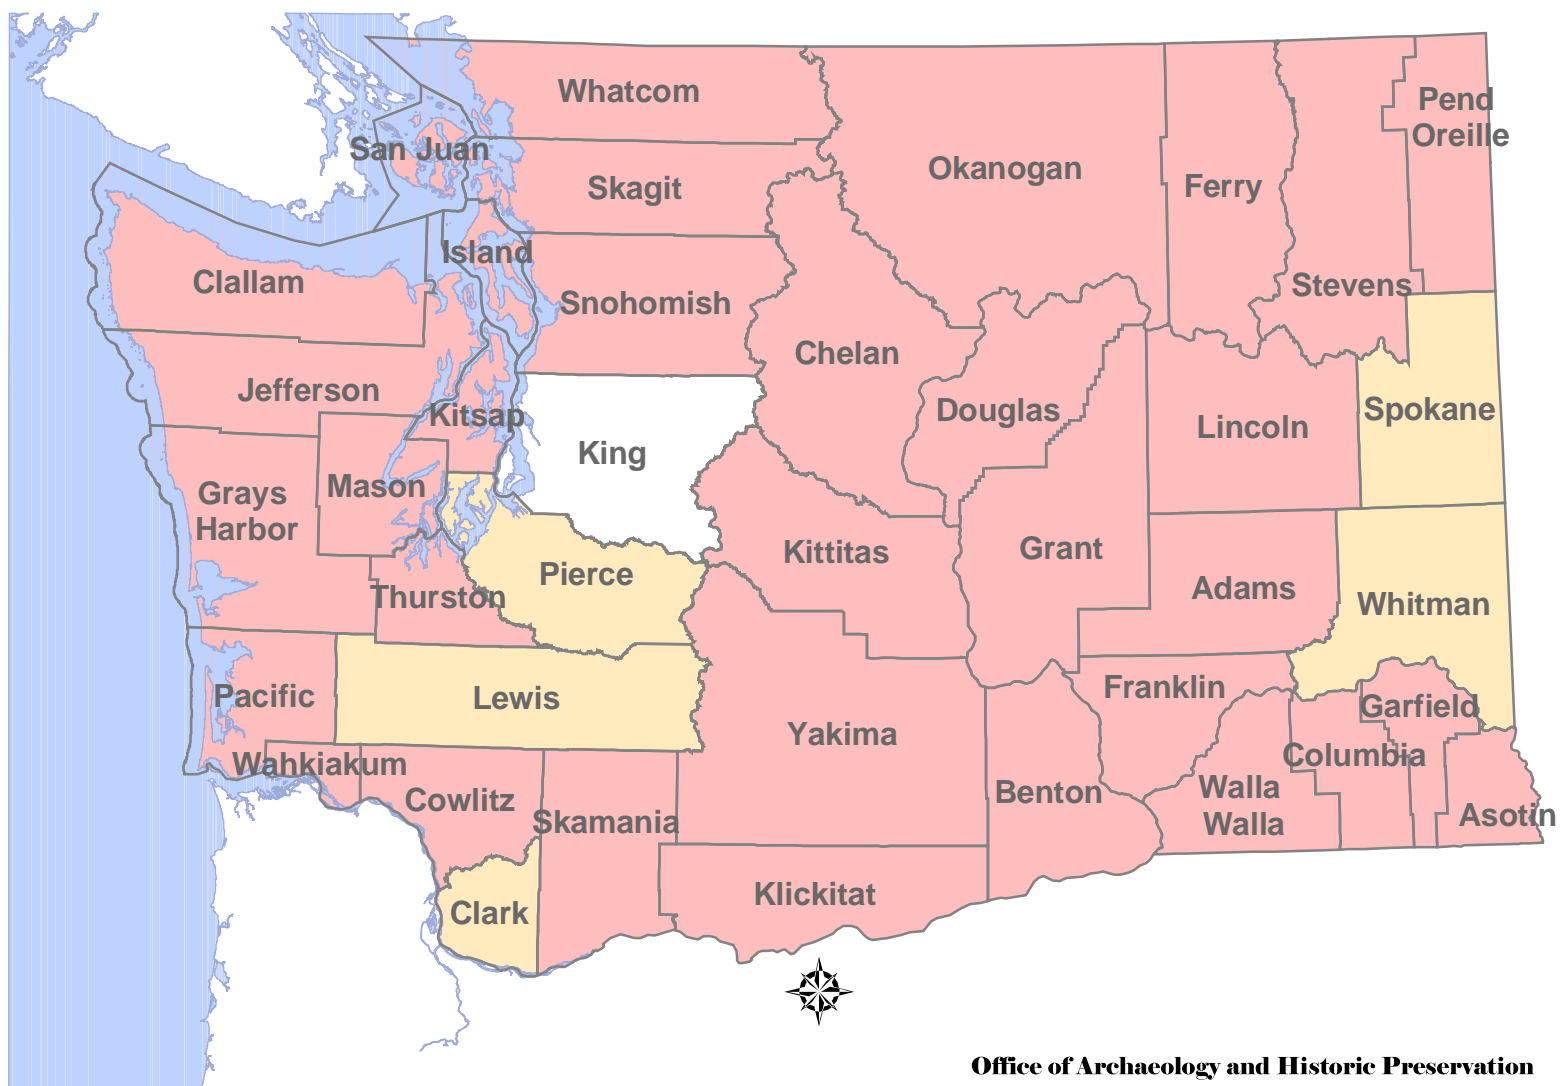 Whatcom
Pend
Oreille
San Juan
Okanogan
Skagit
Ferry
Island
Clallam
Stevens
Snohomish
Chelan
Jefferson
Kitsap
Douglas
Spokane
Lincoln
King
Mason
Grays
Harbor
Kittitas
Grant
Pierce
Adams
Thurston
Whitman
Franklin
Pacific
Lewis
Garfield
Yakima
Columbia
Wahkiakum
Walla
Walla
Benton
Cowlitz
Skamania
Asotin
Klickitat
Clark
Office of Archaeology and Historic Preservation